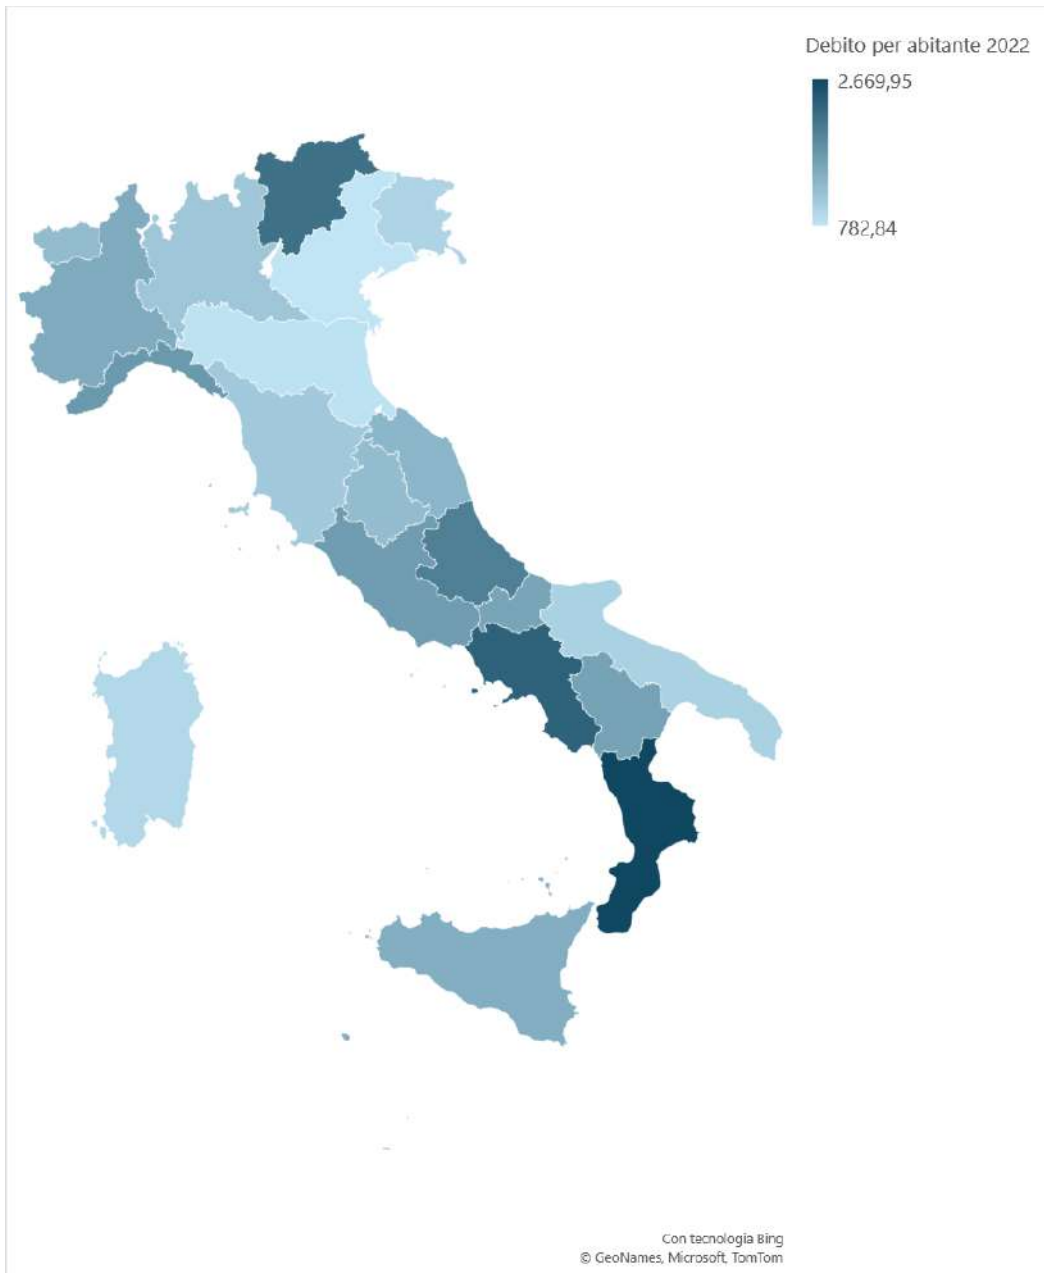 Debito per abitante 2022
2.669,95
782,84
Con tecnologia Bing
© GeoNames, Microsoft, TomTom